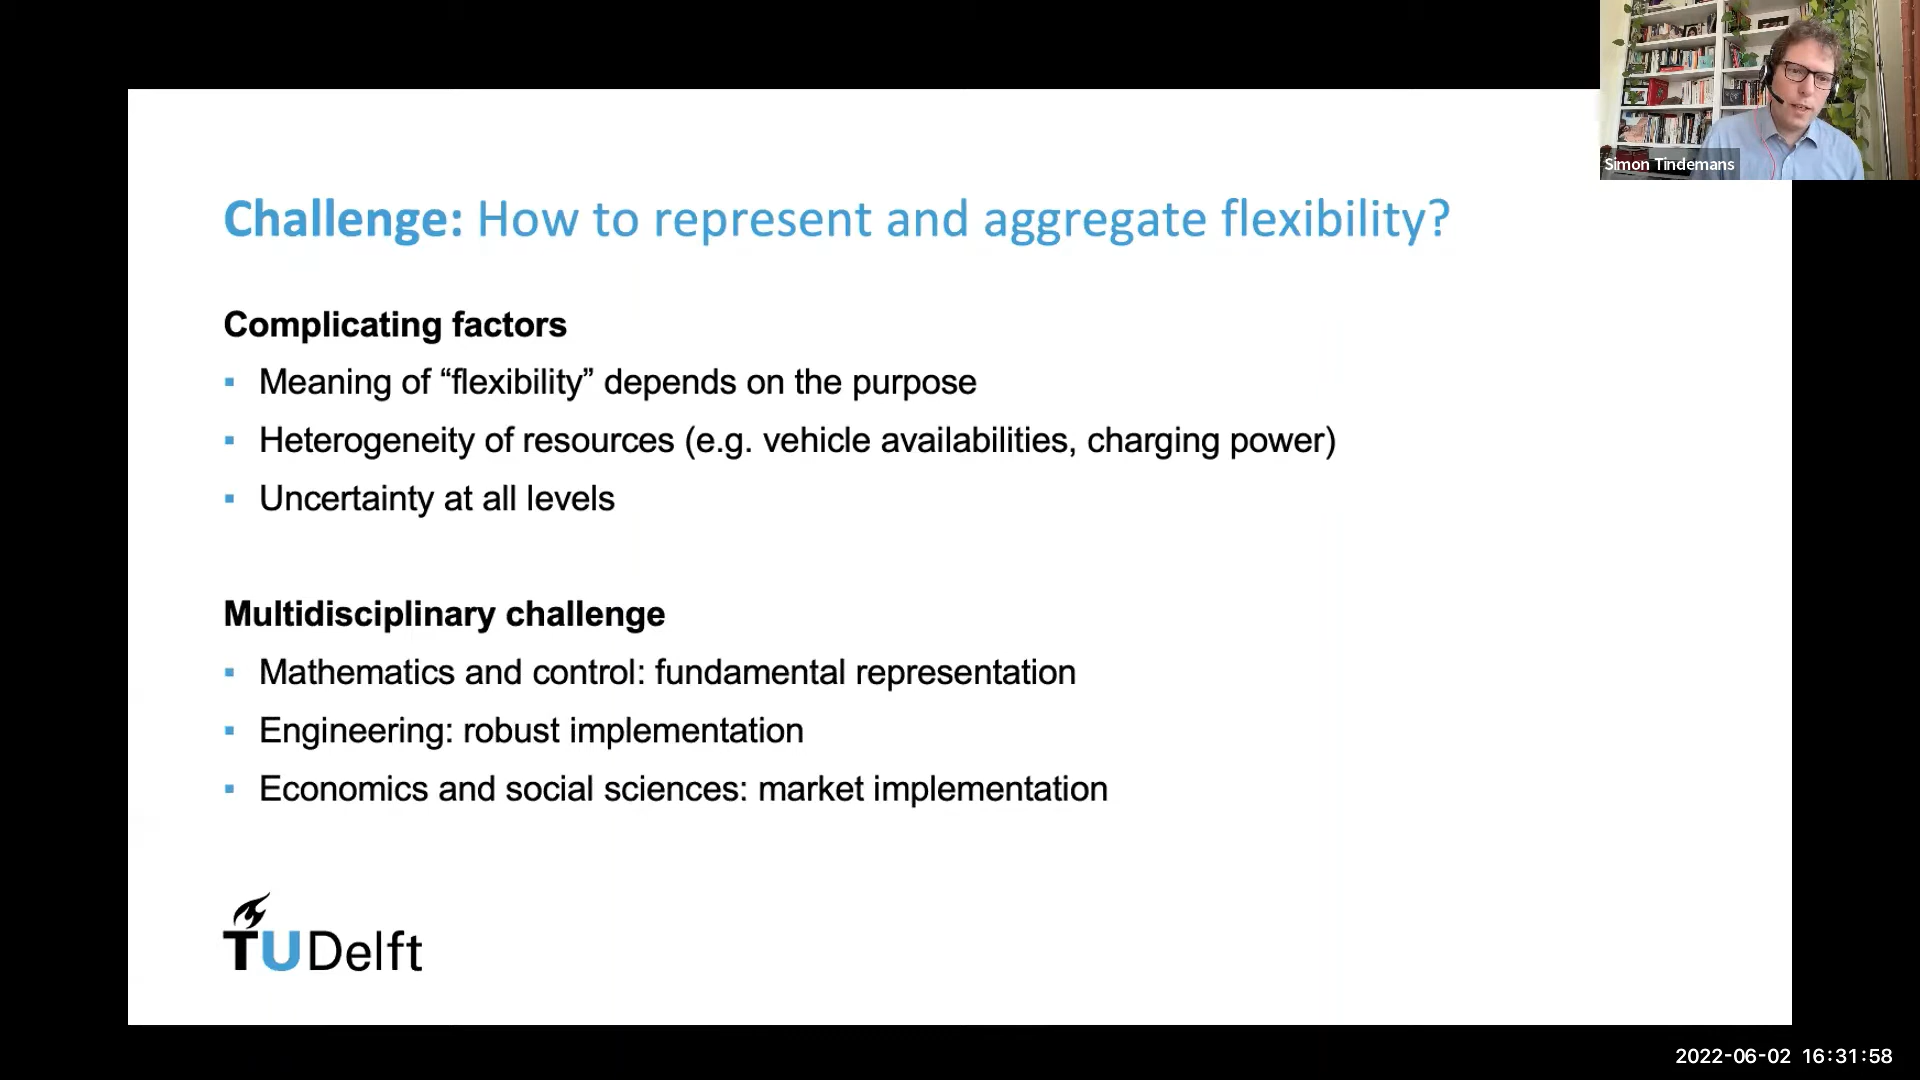 Simon Tindemans
Challenge: How to represent and aggregate flexibility?
Complicating factors
▪ Meaning of “flexibility” depends on the purpose
▪ Heterogeneity of resources (e.g. vehicle availabilities, charging power)
▪ Uncertainty at all levels
Multidisciplinary challenge
▪ Mathematics and control: fundamental representation
▪ Engineering: robust implementation
▪ Economics and social sciences: market implementation
TU Delft
2022-06-02 16:31:58